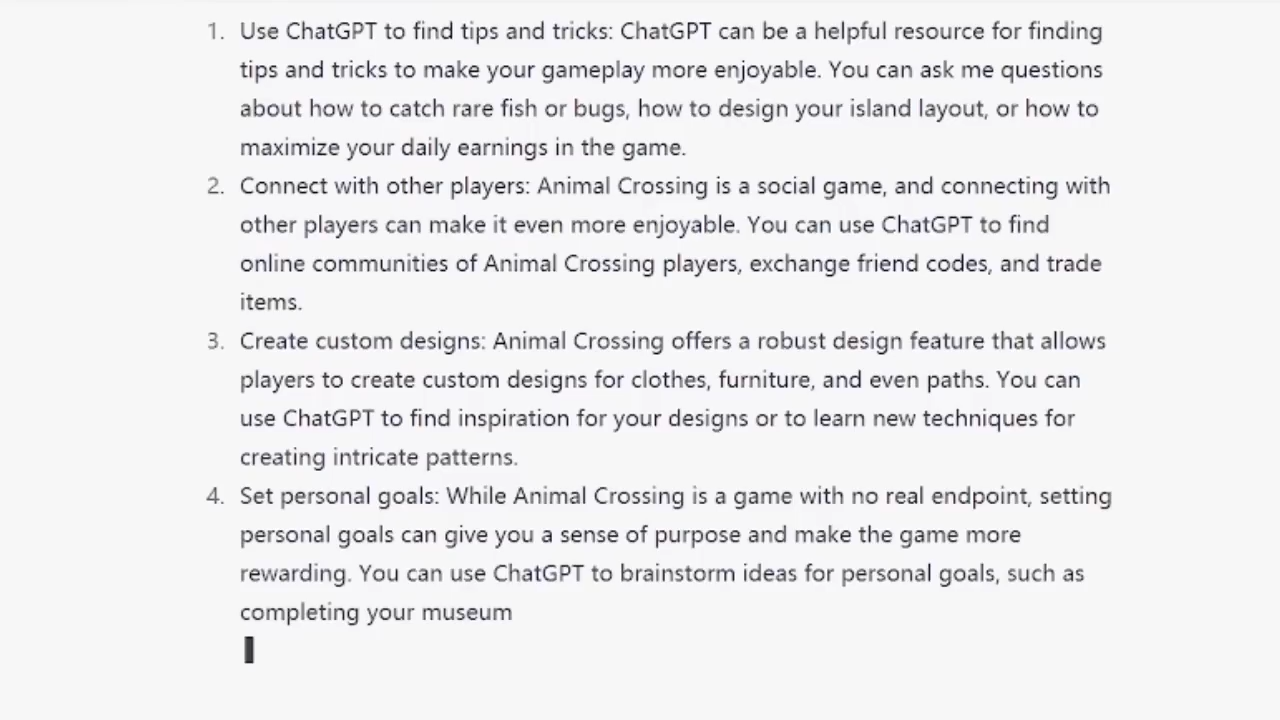 1. Use ChatGPT to find tips and tricks: ChatGPT can be a helpful resource for finding
tips and tricks to make your gameplay more enjoyable. You can ask me questions
about how to catch rare fish or bugs, how to design your island layout, or how to
maximize your daily earnings in the game.
2. Connect with other players: Animal Crossing is a social game, and connecting with
other players can make it even more enjoyable. You can use ChatGPT to find
online communities of Animal Crossing players, exchange friend codes, and trade
items.
3. Create custom designs: Animal Crossing offers a robust design feature that allows
players to create custom designs for clothes, furniture, and even paths. You can
use ChatGPT to find inspiration for your designs or to learn new techniques for
creating intricate patterns.
4. Set personal goals: While Animal Crossing is a game with no real endpoint, setting
personal goals can give you a sense of purpose and make the game more
rewarding. You can use ChatGPT to brainstorm ideas for personal goals, such as
completing your museum